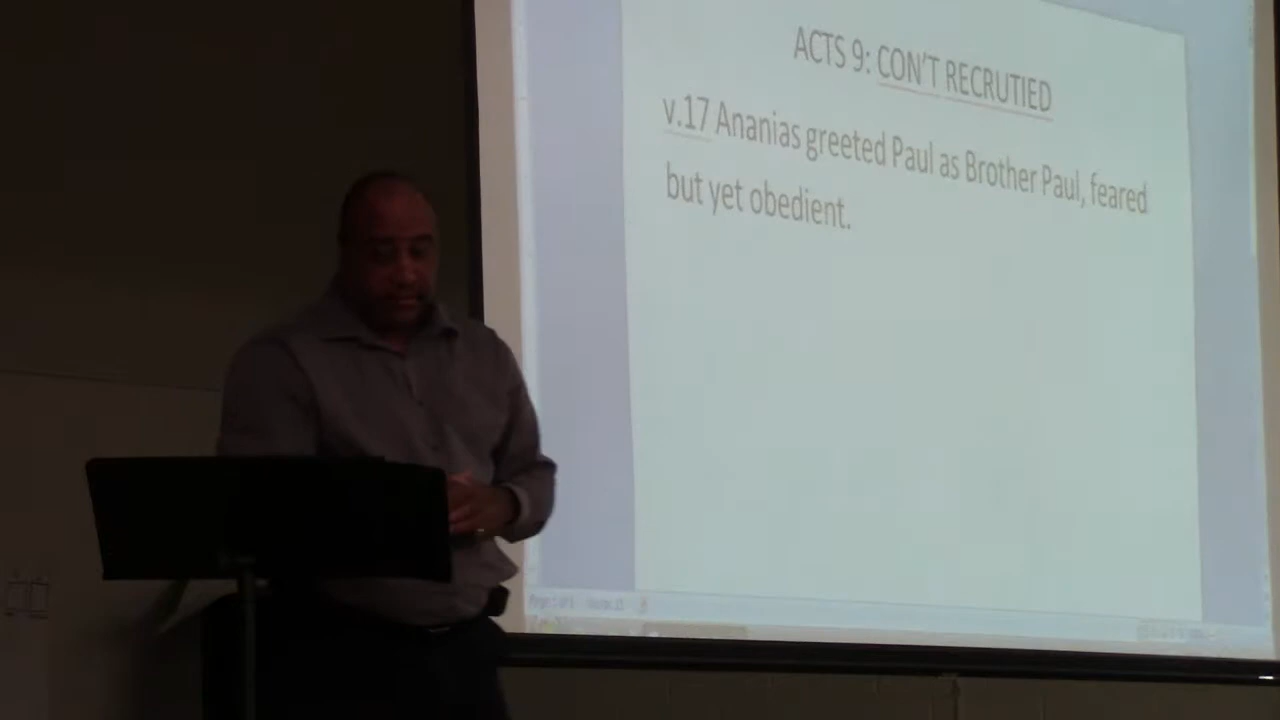 ACTS 9: CON'T RECRUTIED
v.17 Ananias greeted Paul as Brother Paul, feared
but yet obedient.